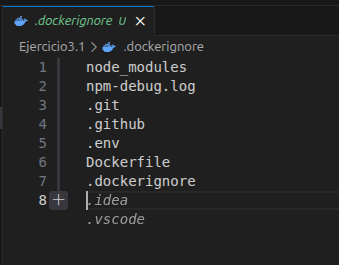 .dockerignore U
Ejercicio3.1 > .dockerignore
1 node_modules
2 npm-debug.log
3 .git
4 .github
5 .env
6 Dockerfile
7 .dockerignore
8 .idea
.vscode